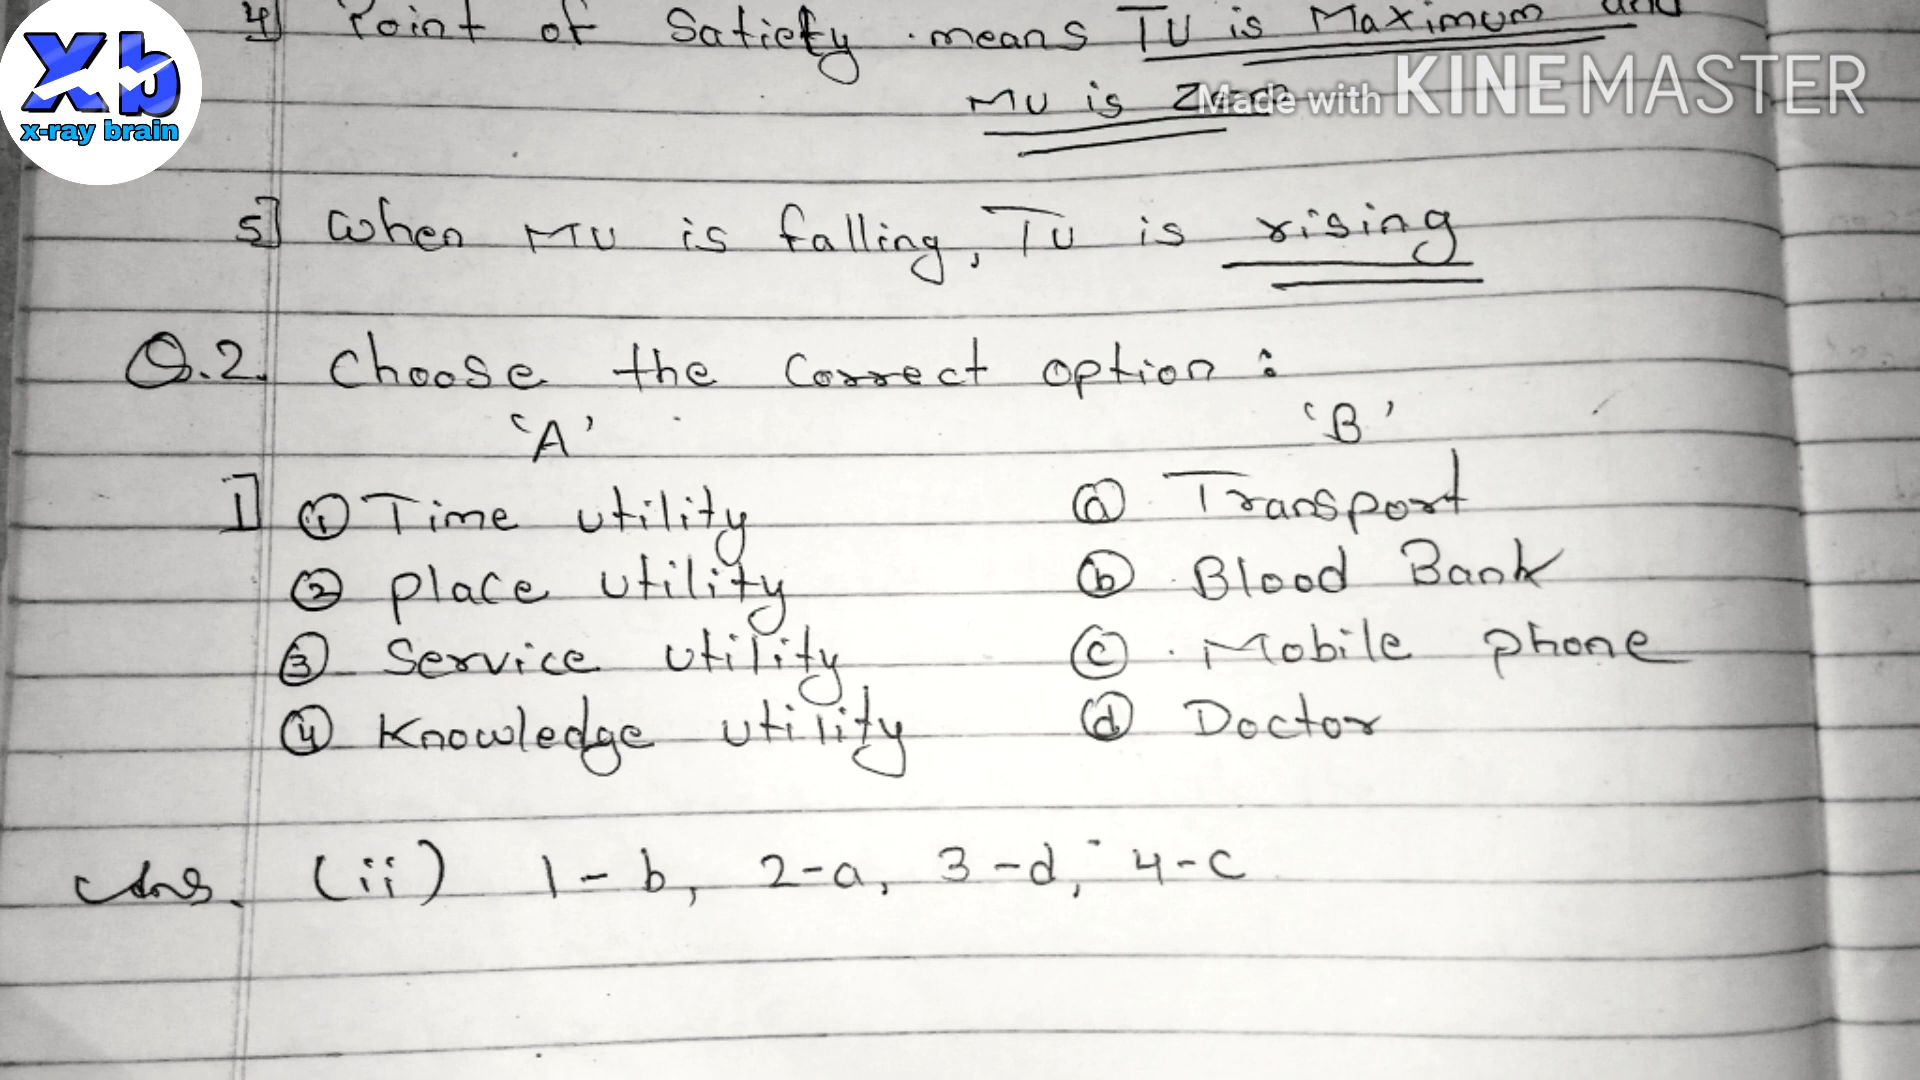 Xb
x-ray brain
Made with KINEMASTER
4] Point of Satiety means TU is Maximum and
MU is Zero
5] When MU is falling, TU is rising
Q.2. Choose the Correct option :
'A' 'B'
1] ① Time utility ⓐ Transport
② place utility ⓑ Blood Bank
③ Service utility ⓒ Mobile phone
④ Knowledge utility ⓓ Doctor
Ans. (ii) 1-b, 2-a, 3-d, 4-c